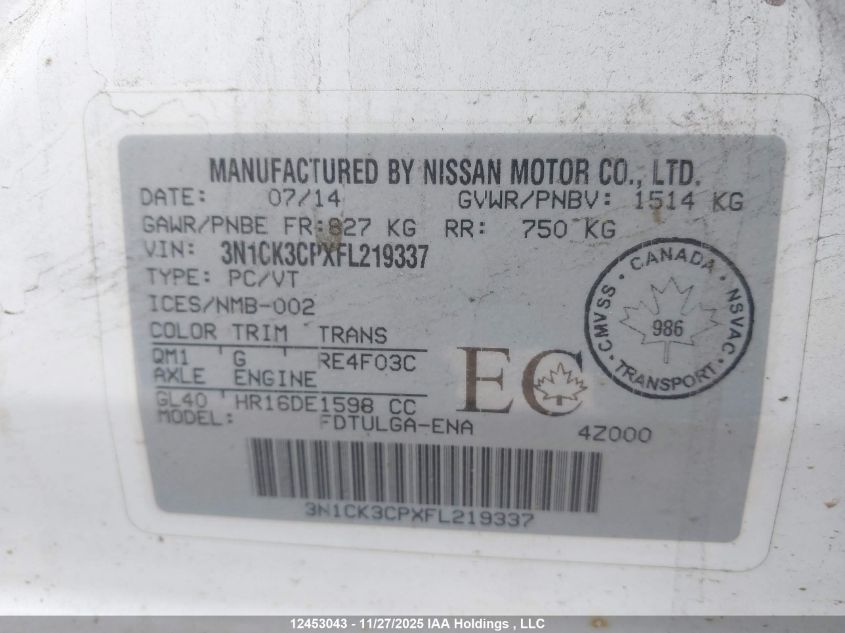 MANUFACTURED BY NISSAN MOTOR CO., LTD.
DATE: 07/14 GVWR/PNBV: 1514 KG
GAWR/PNBE FR:827 KG RR: 750 KG
VIN: 3N1CK3CPXFL219337
TYPE: PC/VT
ICES/NMB-002
COLOR TRIM TRANS
QM1 G RE4F03C
AXLE ENGINE
GL40 HR16DE1598 CC
MODEL: FDTULGA-ENA 4Z000
EC
CANADA
CMVSS • NSVAC
986
TRANSPORT
3N1CK3CPXFL219337
12453043 - 11/27/2025 IAA Holdings , LLC